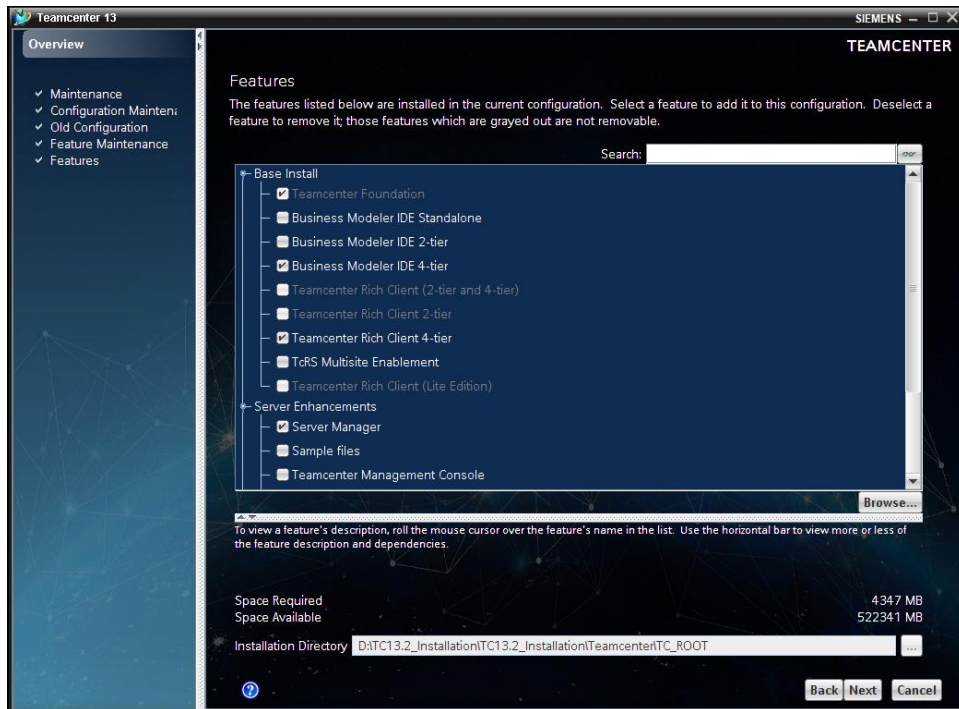 Teamcenter 13
SIEMENS
Overview
TEAMCENTER
Maintenance
Configuration Maintena
Old Configuration
Feature Maintenance
Features
Features
The features listed below are installed in the current configuration. Select a feature to add it to this configuration. Deselect a
feature to remove it; those features which are grayed out are not removable.
Search:
Base Install
Teamcenter Foundation
Business Modeler IDE Standalone
Business Modeler IDE 2-tier
Business Modeler IDE 4-tier
Teamcenter Rich Client (2-tier and 4-tier)
Teamcenter Rich Client 2-tier
Teamcenter Rich Client 4-tier
TcRS Multisite Enablement
Teamcenter Rich Client (Lite Edition)
Server Enhancements
Server Manager
Sample files
Teamcenter Management Console
Browse...
To view a feature's description, roll the mouse cursor over the feature's name in the list. Use the horizontal bar to view more or less of
the feature description and dependencies.
Space Required 4347 MB
Space Available 522341 MB
Installation Directory D:\TC13.2_Installation\TC13.2_Installation\Teamcenter\TC_ROOT ...
? Back Next Cancel